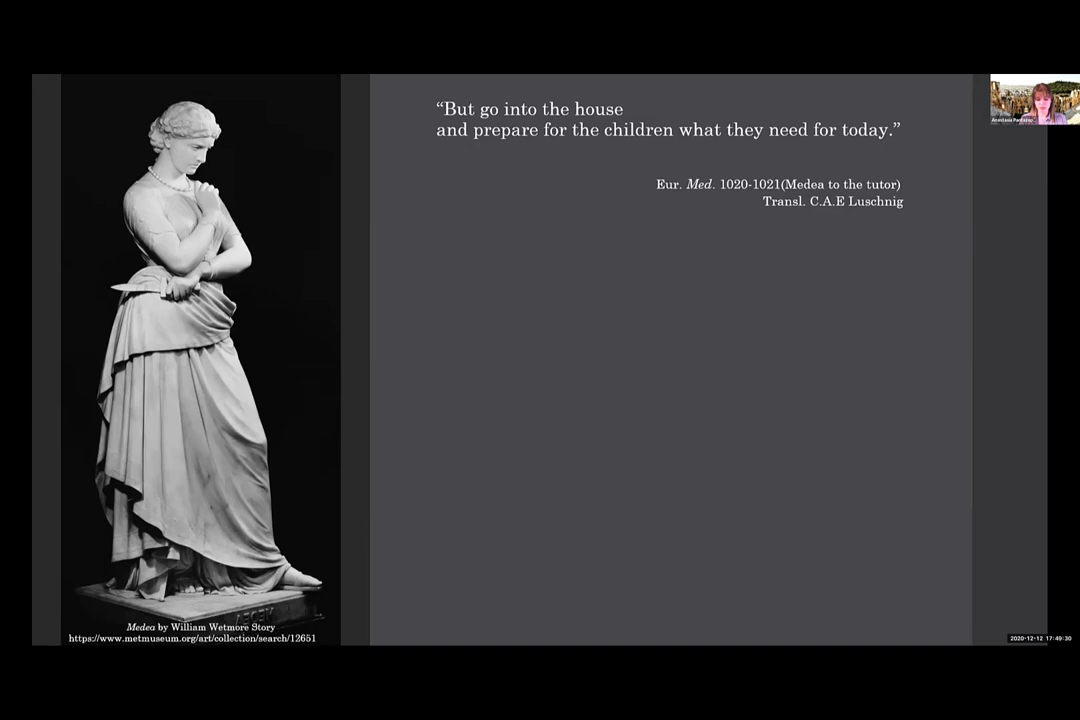 “But go into the house
and prepare for the children what they need for today.”
Eur. Med. 1020-1021(Medea to the tutor)
Transl. C.A.E Luschnig
Medea by William Wetmore Story
https://www.metmuseum.org/art/collection/search/12651
Anastasia
2020-12-12 17:49:30